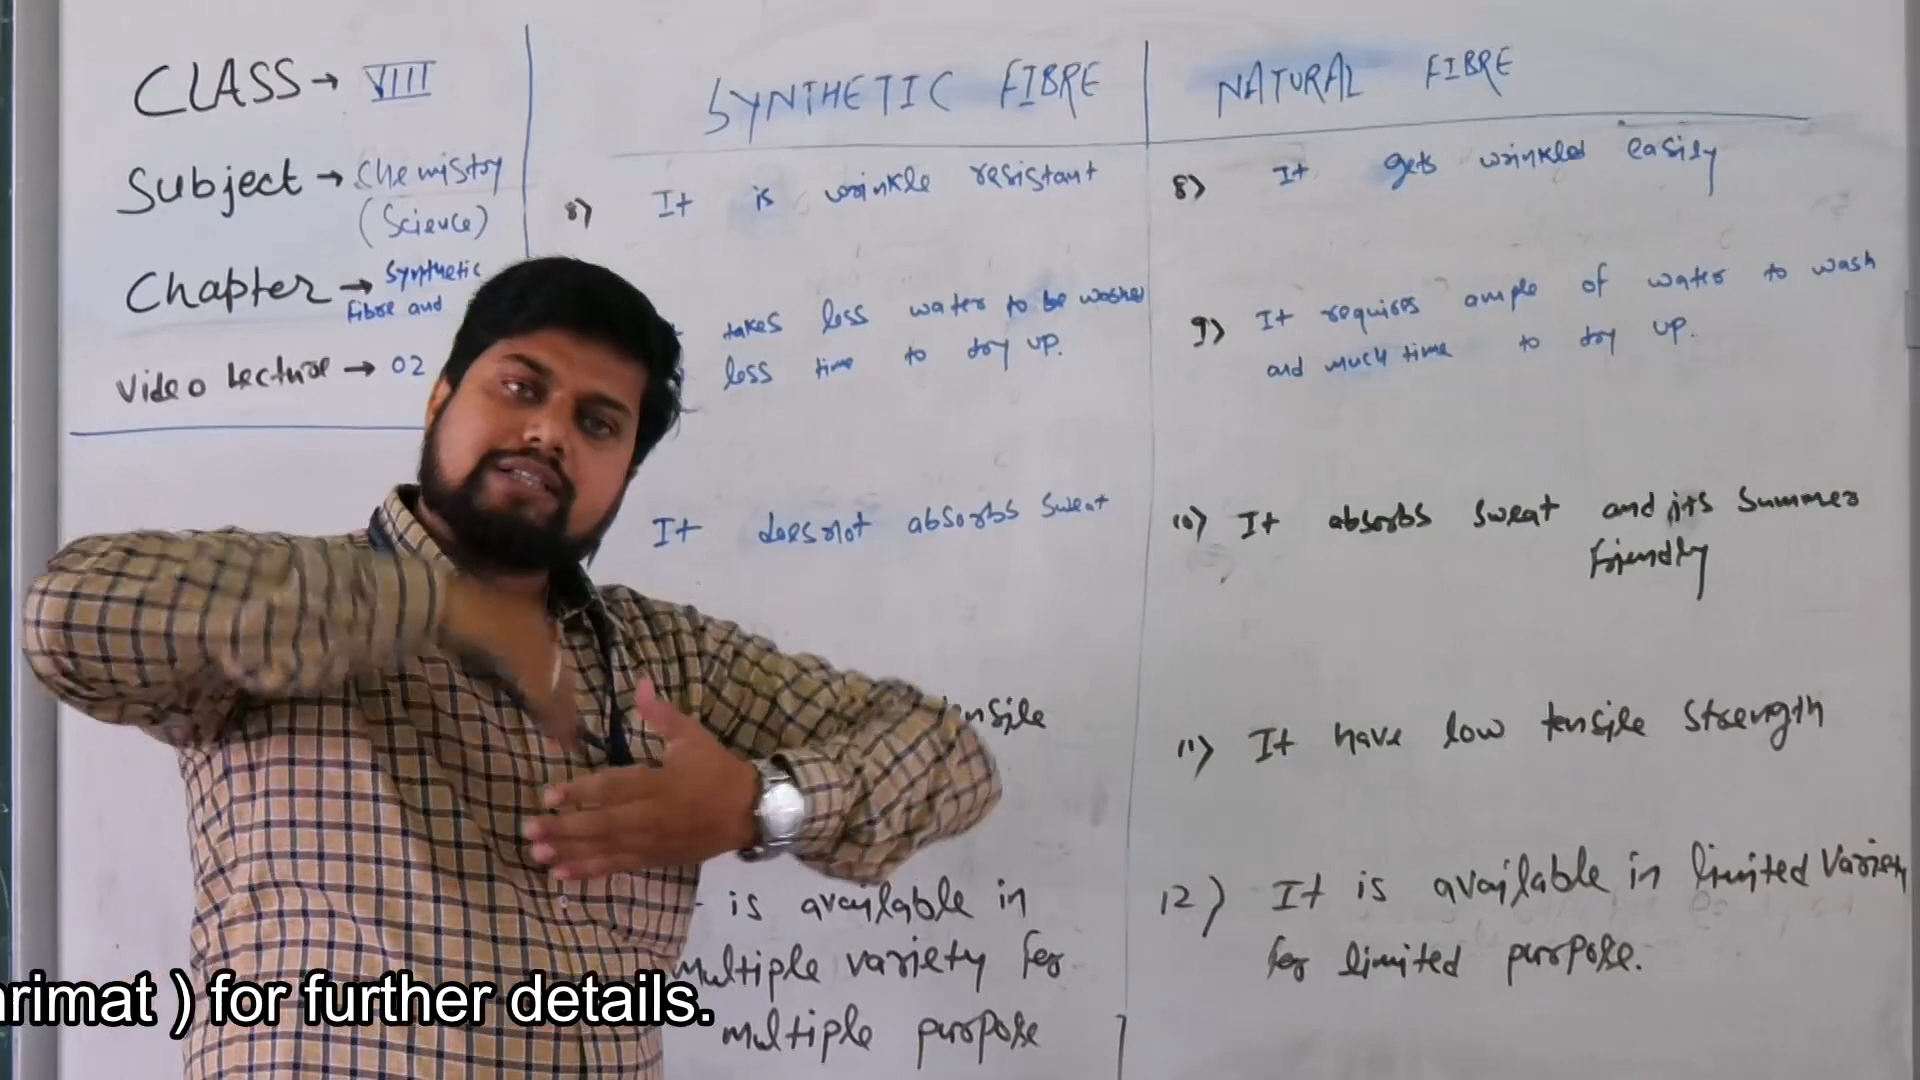 CLASS → VIII
Subject → Chemistry
(Science)
Chapter → Synthetic
Fibre and
Video Lecture → 02
SYNTHETIC FIBRE
8) It is wrinkle resistant
takes less water to be washed
less time to dry up.
It does not absorbs sweat
is available in
multiple variety for
multiple purpose
NATURAL FIBRE
8) It gets wrinkled easily
9) It requires ample of water to wash
and much time to dry up.
10) It absorbs sweat and its summer
friendly
11) It have low tensile strength
12) It is available in limited variety
for limited purpose.
) for further details.